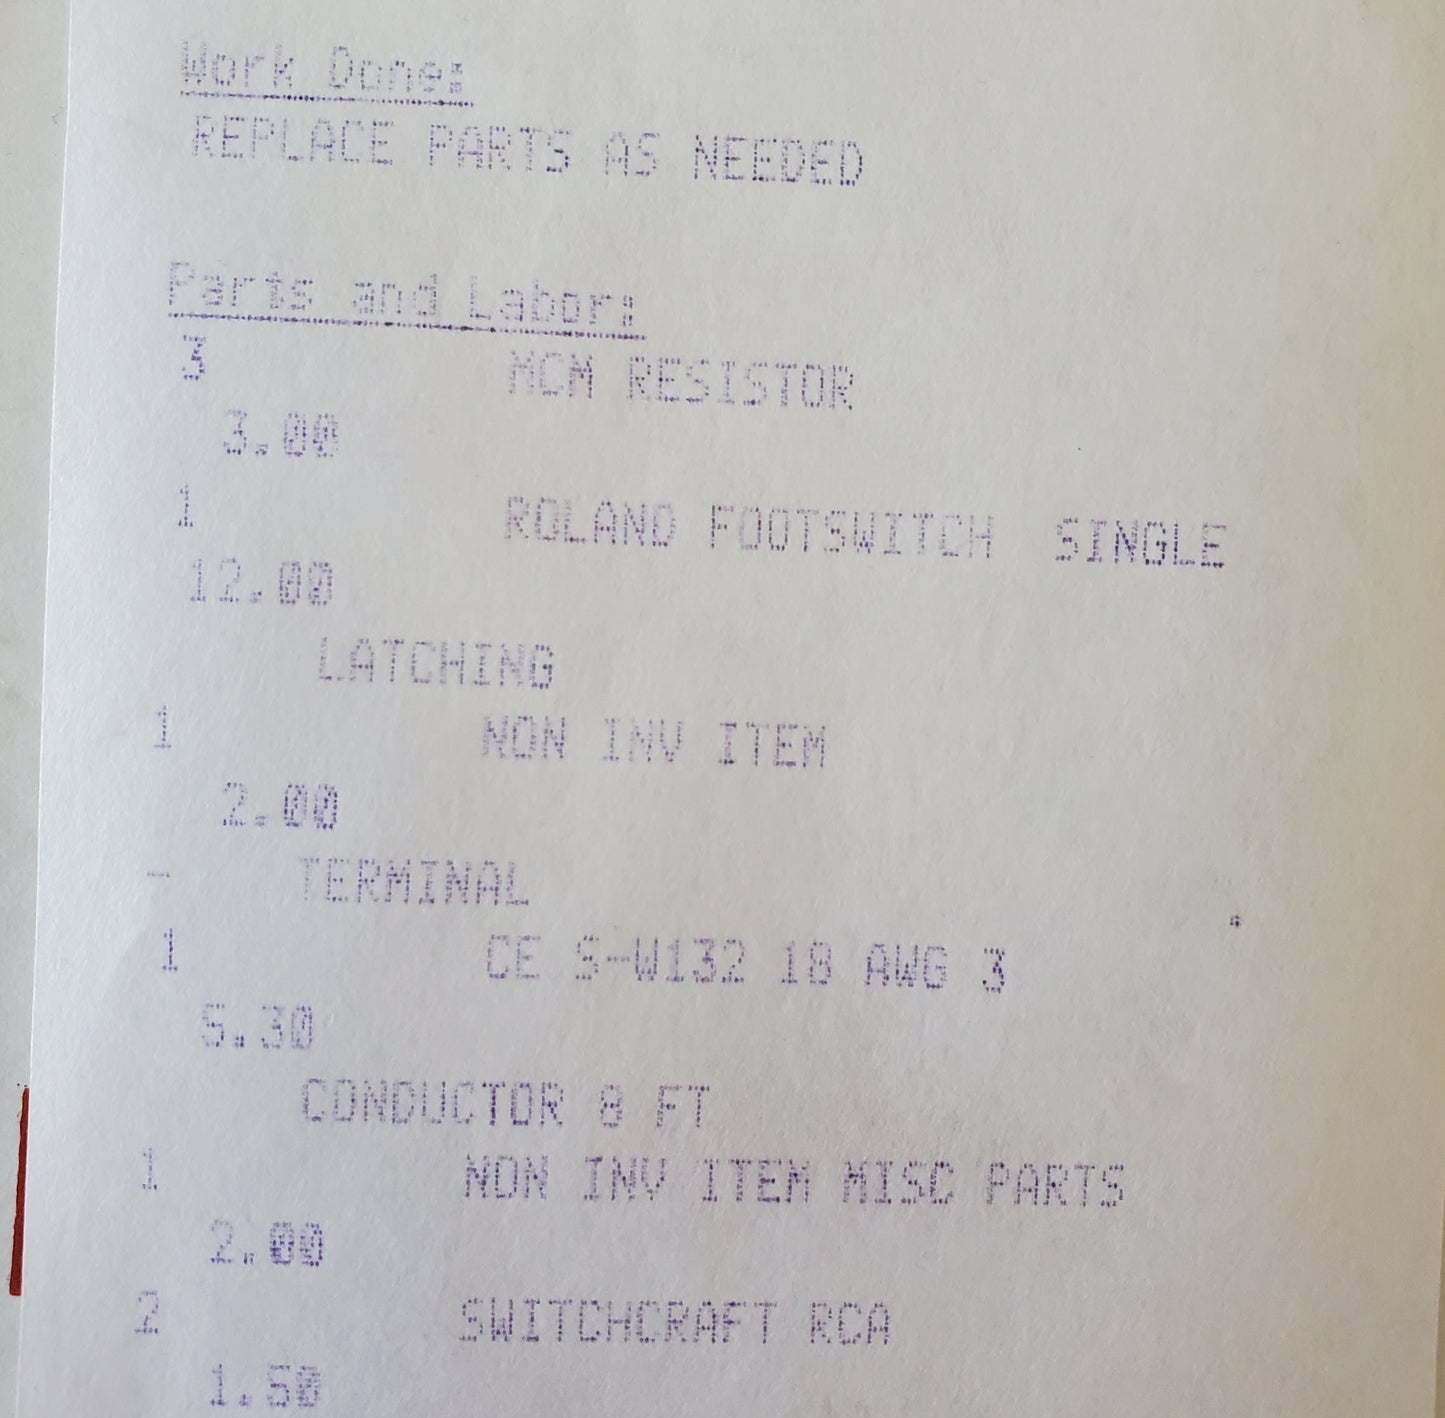 Work Done:
REPLACE PARTS AS NEEDED
Parts and Labor:
3 MCM RESISTOR
3.00
1 ROLAND FOOTSWITCH SINGLE
12.00
LATCHING
1 NON INV ITEM
2.00
TERMINAL
1 CE S-W132 18 AWG 3
5.30
CONDUCTOR 8 FT
1 NON INV ITEM MISC PARTS
2.00
2 SWITCHCRAFT RCA
1.50